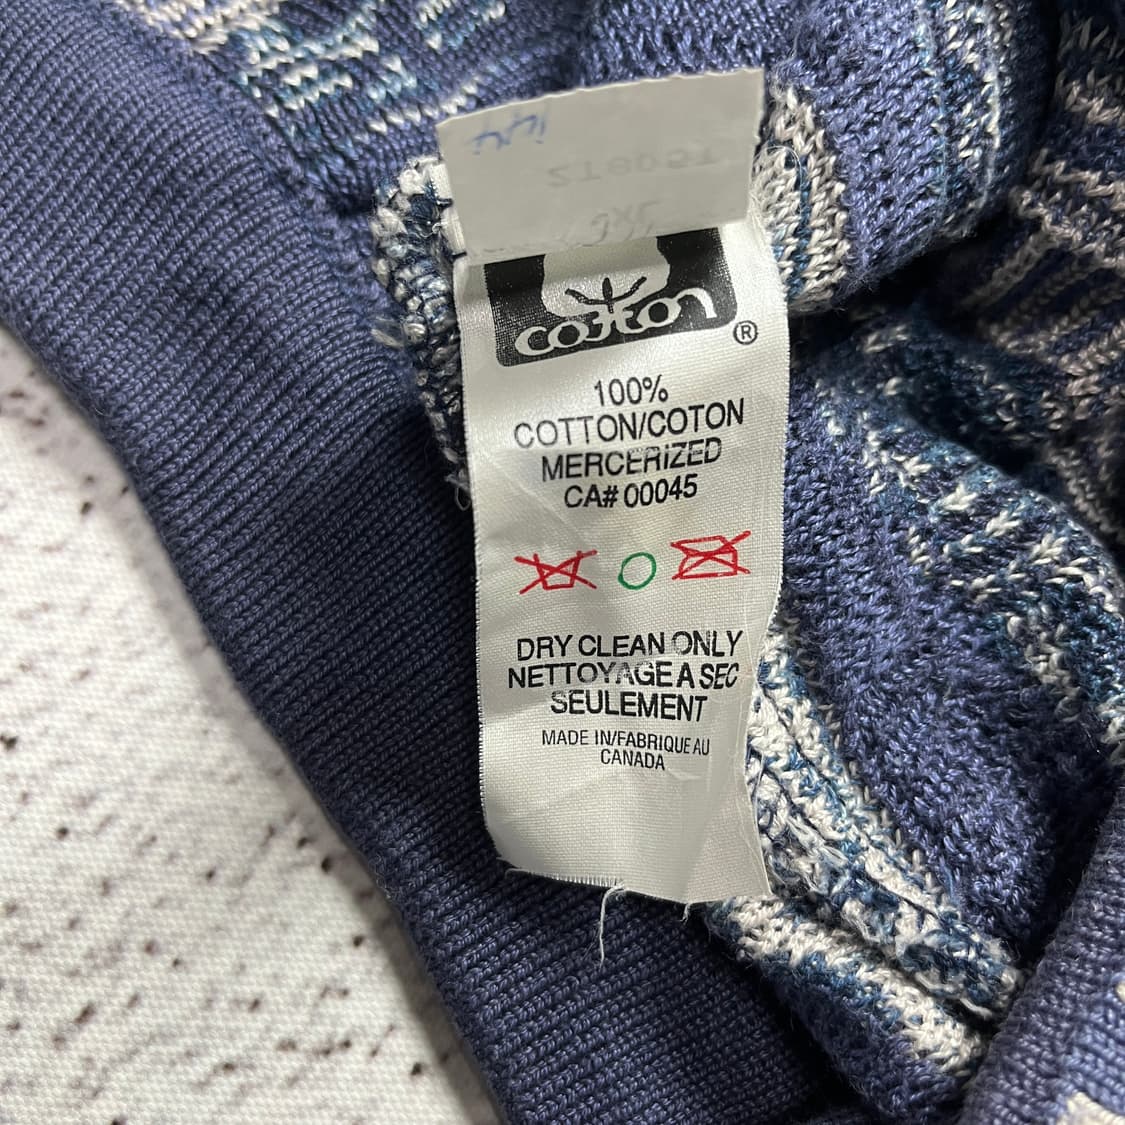 cotton ®
100%
COTTON/COTON
MERCERIZED
CA# 00045
DRY CLEAN ONLY
NETTOYAGE A SEC
SEULEMENT
MADE IN/FABRIQUE AU
CANADA